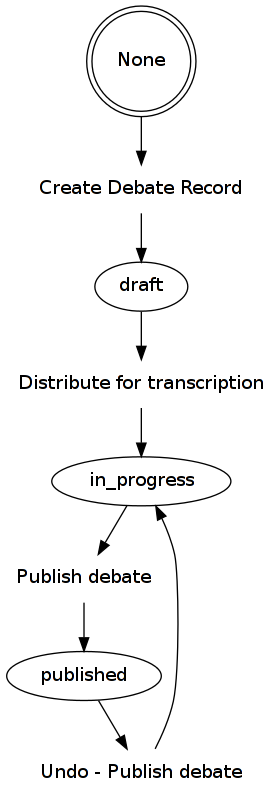 None
Create Debate Record
draft
Distribute for transcription
in_progress
Publish debate
published
Undo - Publish debate